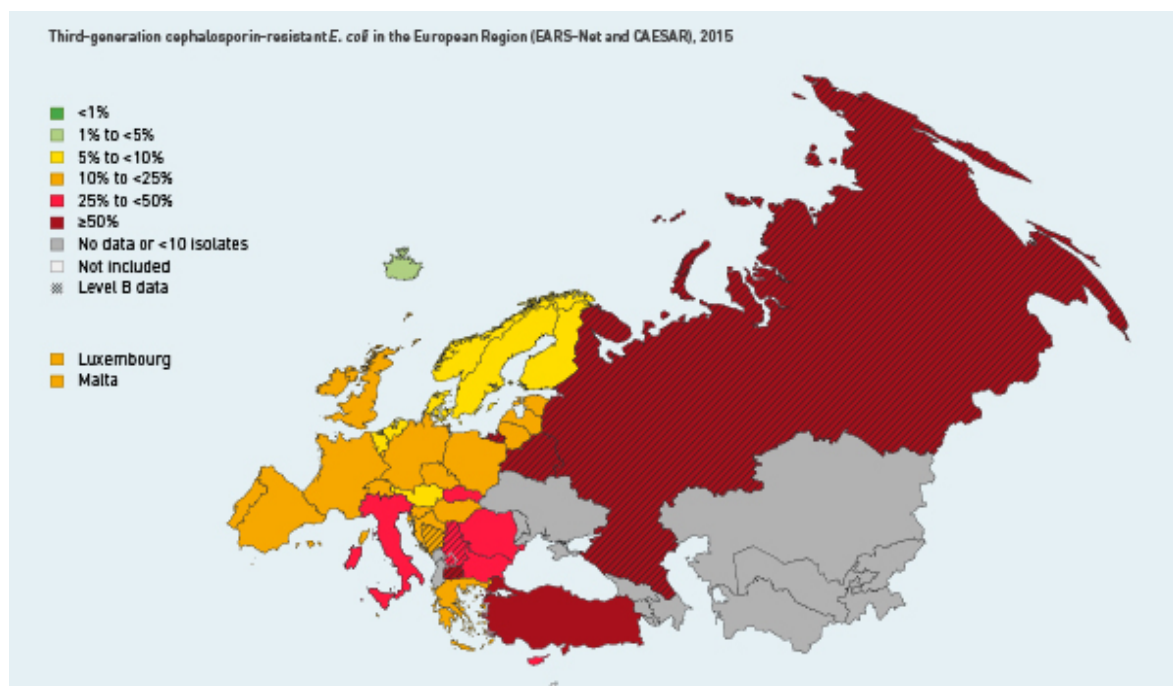 Third-generation cephalosporin-resistant E. coli in the European Region (EARS-Net and CAESAR), 2015
<1%
1% to <5%
5% to <10%
10% to <25%
25% to <50%
≥50%
No data or <10 isolates
Not included
Level B data
Luxembourg
Malta